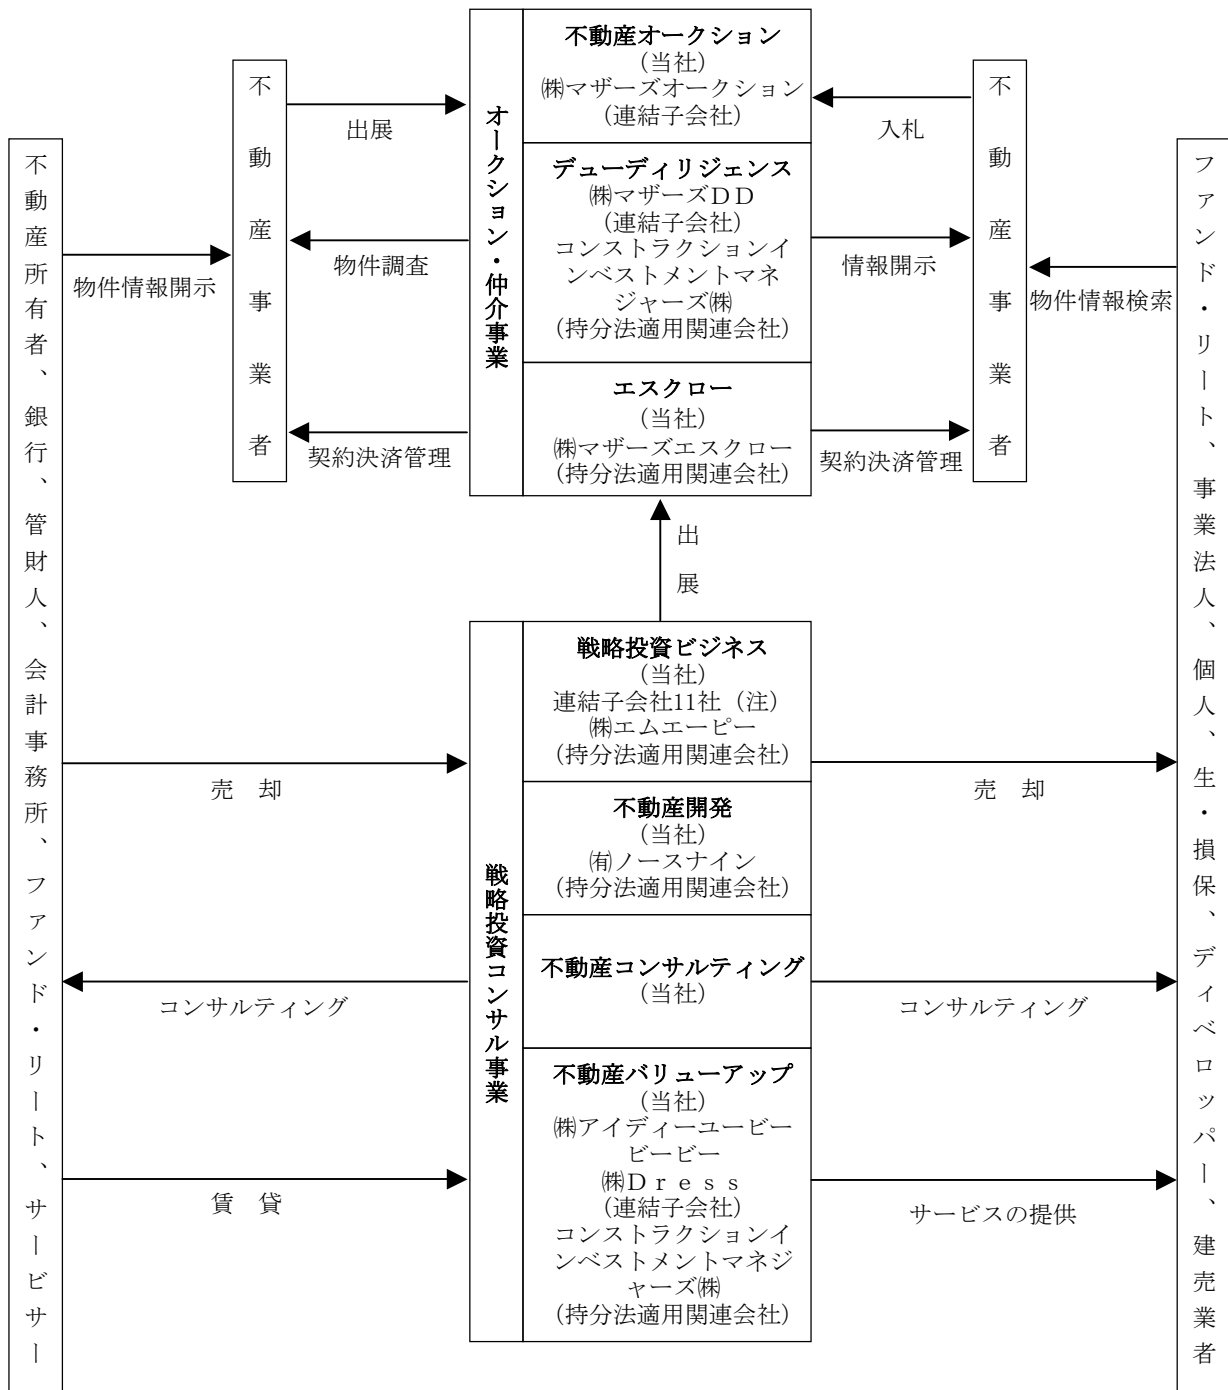 不動産所有者、銀行、管財人、会計事務所、ファンド・リート、サービサー
物件情報開示
不動産事業者
出展
物件調査
契約決済管理
オークション・仲介事業
不動産オークション
(当社)
㈱マザーズオークション
(連結子会社)
デューディリジェンス
㈱マザーズＤＤ
(連結子会社)
コンストラクションイ
ンベストメントマネ
ジャーズ㈱
(持分法適用関連会社)
エスクロー
(当社)
㈱マザーズエスクロー
(持分法適用関連会社)
入札
情報開示
契約決済管理
不動産事業者
物件情報検索
ファンド・リート、事業法人、個人、生・損保、ディベロッパー、建売業者
出展
戦略投資コンサル事業
戦略投資ビジネス
(当社)
連結子会社11社（注）
㈱エムエーピー
(持分法適用関連会社)
不動産開発
(当社)
㈲ノースナイン
(持分法適用関連会社)
不動産コンサルティング
(当社)
不動産バリューアップ
(当社)
㈱アイディーユービー
ビービー
㈱Ｄｒｅｓｓ
(連結子会社)
コンストラクションイ
ンベストメントマネジ
ャーズ㈱
(持分法適用関連会社)
売　却
コンサルティング
賃　貸
売　却
コンサルティング
サービスの提供